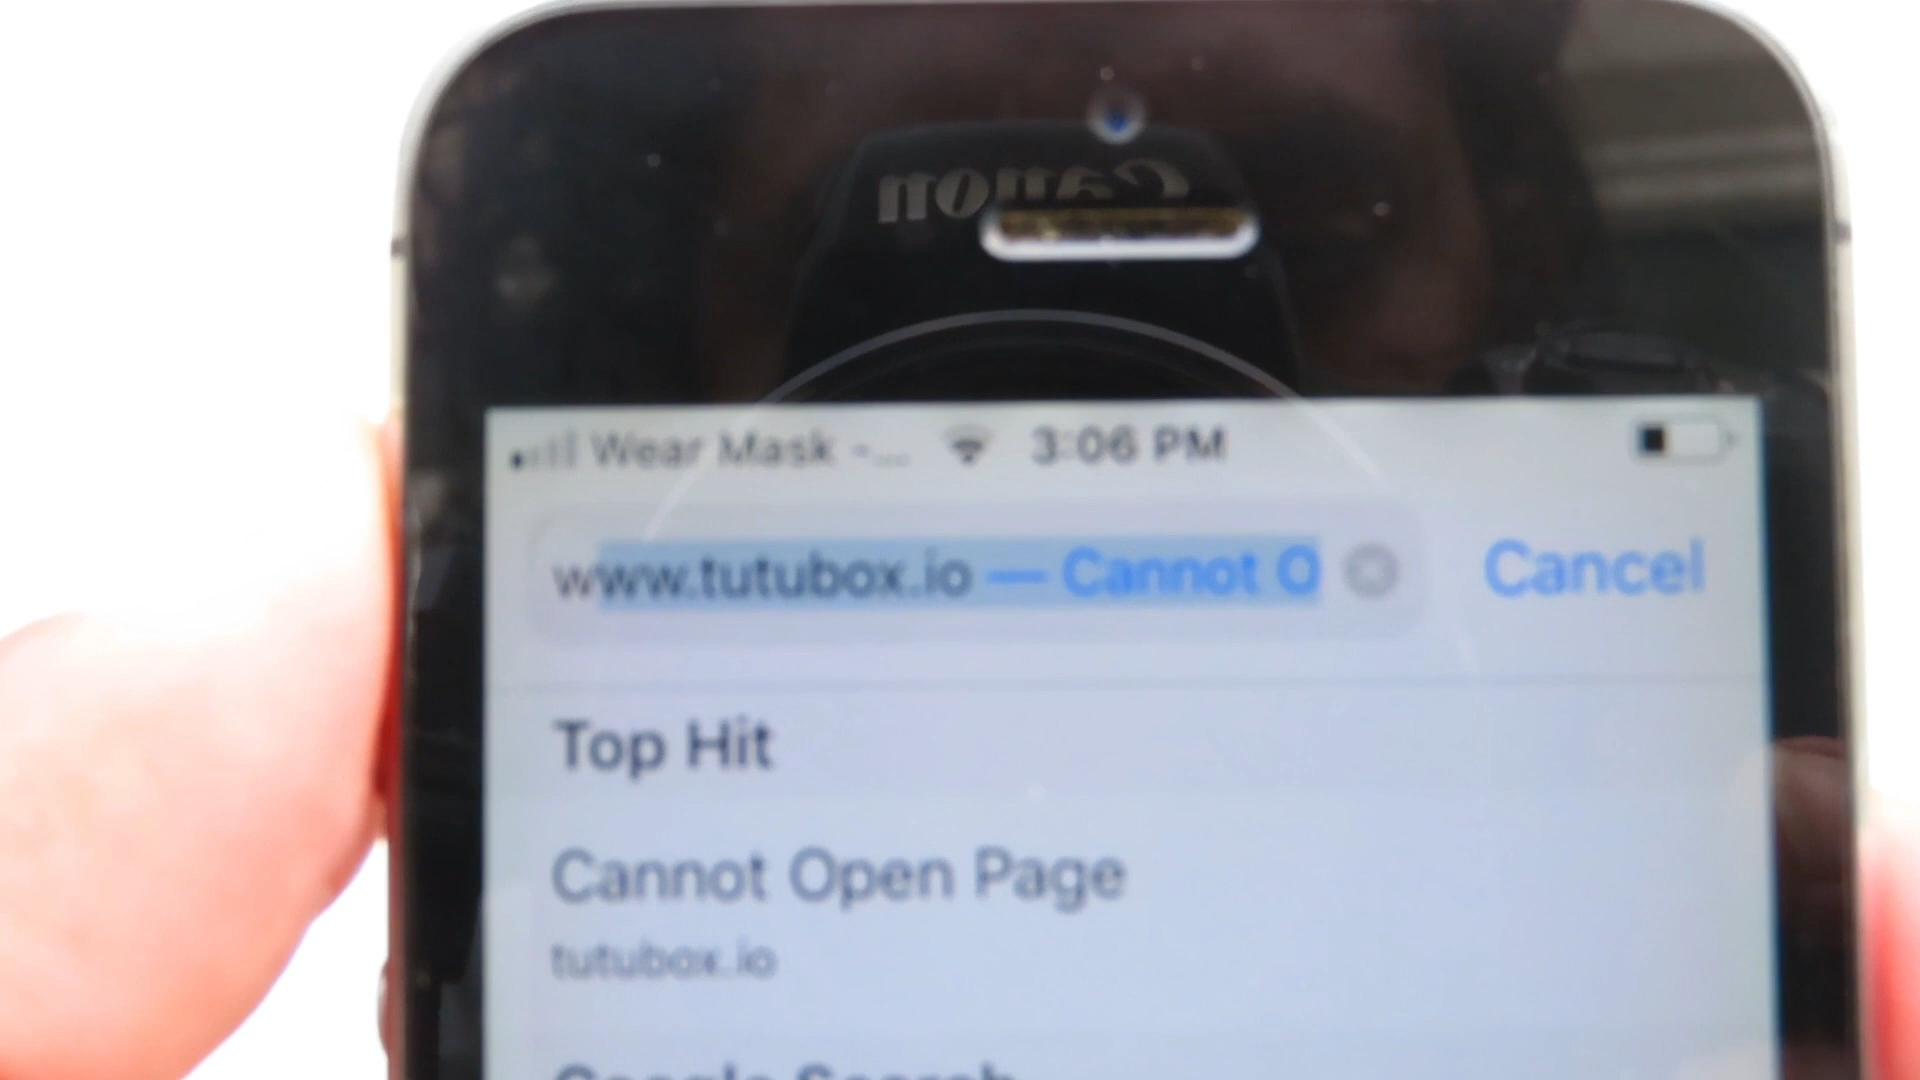 Canon
Wear Mask -... 3:06 PM
www.tutubox.io — Cannot O
Cancel
Top Hit
Cannot Open Page
tutubox.io
Google Search